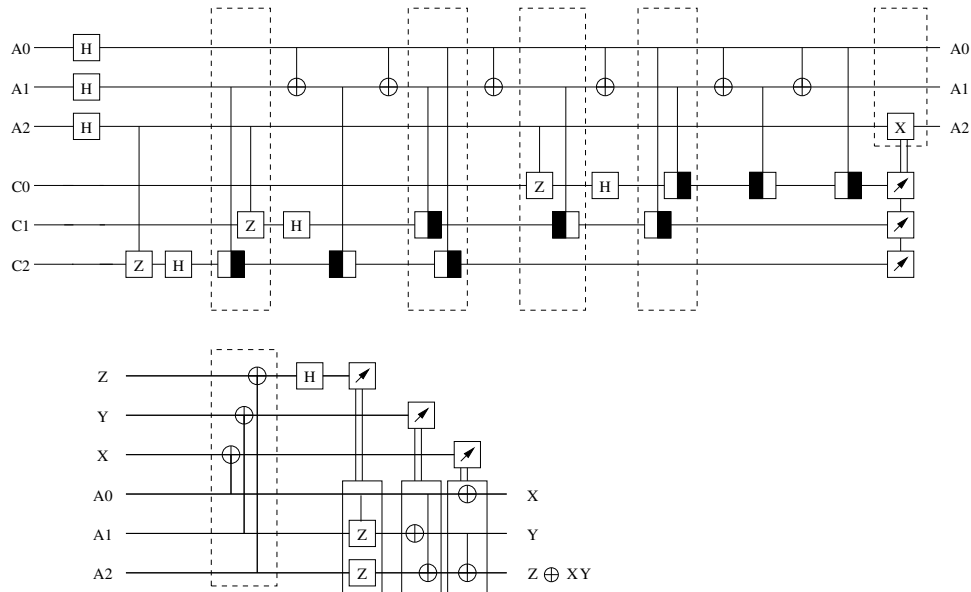 A0 H A0
A1 H A1
A2 H X A2
C0 Z H
C1 Z H
C2 Z H
Z H
Y
X
A0 X
A1 Z Y
A2 Z Z ⊕ XY